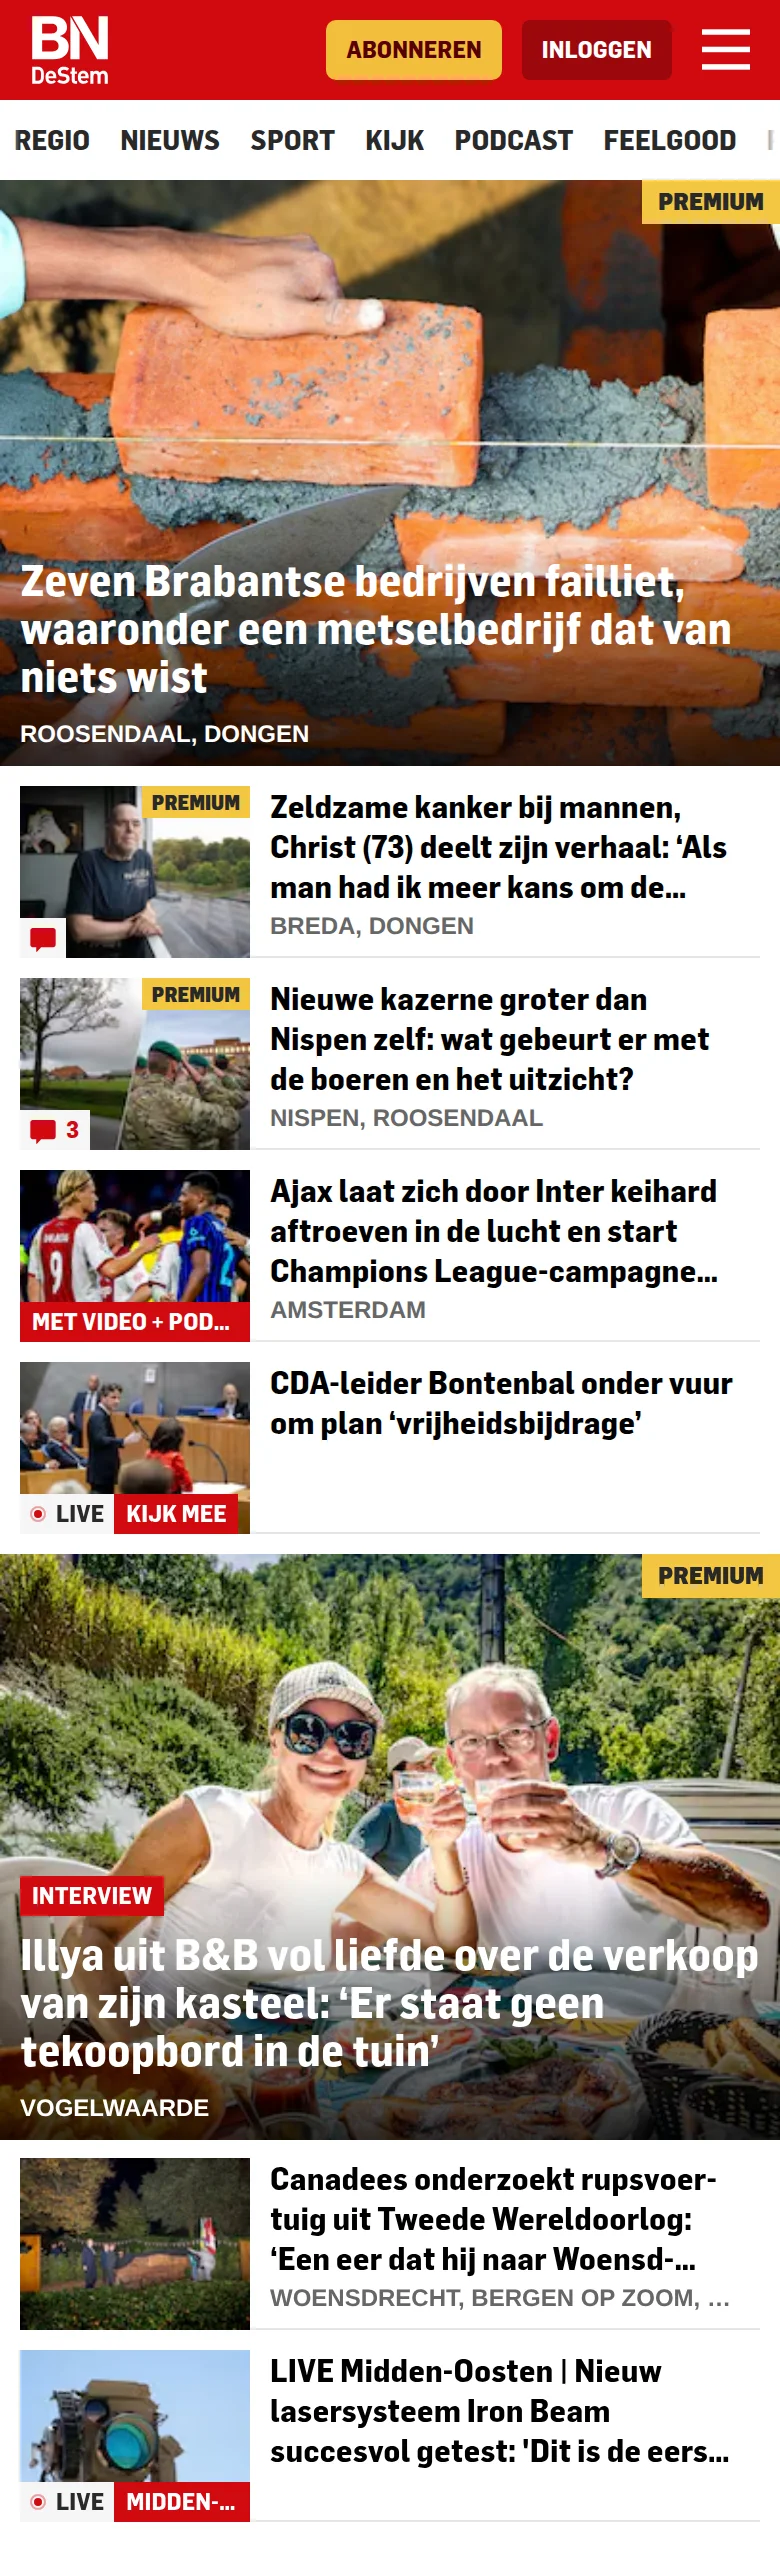 BN
DeStem
ABONNEREN
INLOGGEN
REGIO NIEUWS SPORT KIJK PODCAST FEELGOOD
PREMIUM
Zeven Brabantse bedrijven failliet,
waaronder een metselbedrijf dat van
niets wist
ROOSENDAAL, DONGEN
PREMIUM
Zeldzame kanker bij mannen,
Christ (73) deelt zijn verhaal: ‘Als
man had ik meer kans om de...
BREDA, DONGEN
PREMIUM
3
Nieuwe kazerne groter dan
Nispen zelf: wat gebeurt er met
de boeren en het uitzicht?
NISPEN, ROOSENDAAL
9
2
MET VIDEO + POD...
Ajax laat zich door Inter keihard
aftroeven in de lucht en start
Champions League-campagne...
AMSTERDAM
LIVE KIJK MEE
CDA-leider Bontenbal onder vuur
om plan ‘vrijheidsbijdrage’
PREMIUM
INTERVIEW
Illya uit B&B vol liefde over de verkoop
van zijn kasteel: ‘Er staat geen
tekoopbord in de tuin’
VOGELWAARDE
Canadees onderzoekt rupsvoer-
tuig uit Tweede Wereldoorlog:
‘Een eer dat hij naar Woensd-...
WOENSDRECHT, BERGEN OP ZOOM, ...
LIVE MIDDEN-...
LIVE Midden-Oosten | Nieuw
lasersysteem Iron Beam
succesvol getest: 'Dit is de eers...